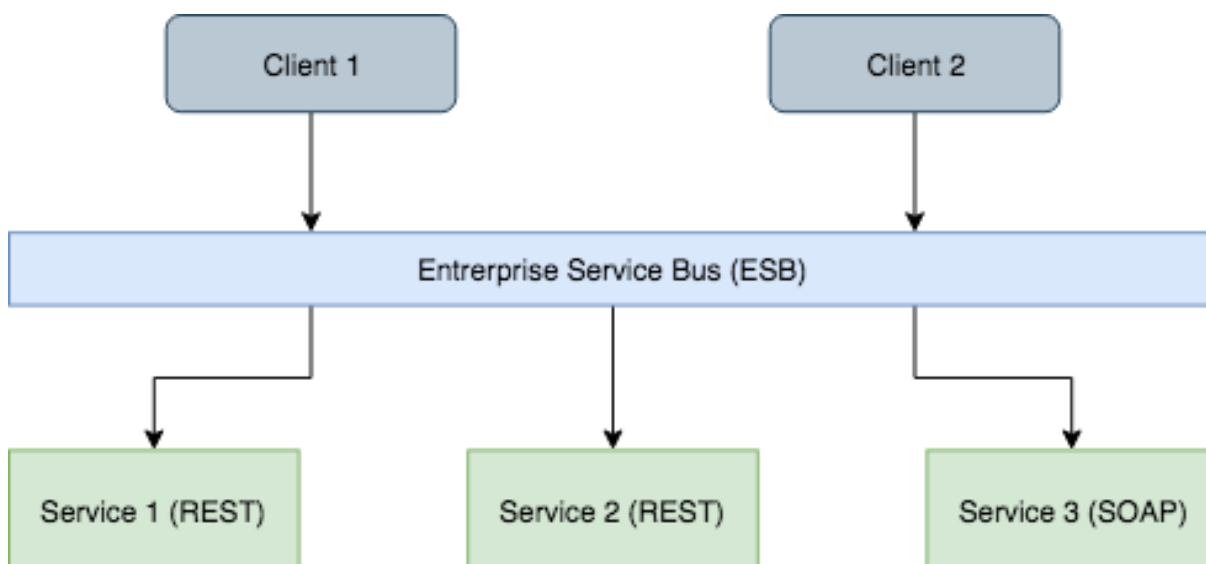 Client 1
Client 2
Entrerprise Service Bus (ESB)
Service 1 (REST)
Service 2 (REST)
Service 3 (SOAP)